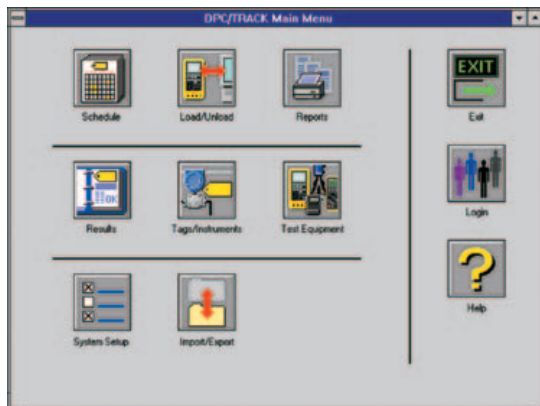 DPC/TRACK Main Menu
EXIT
Schedule
Load/Unload
Reports
Exit
OK
Results
Tags/Instruments
Test Equipment
Login
?
Help
System Setup
Import/Export